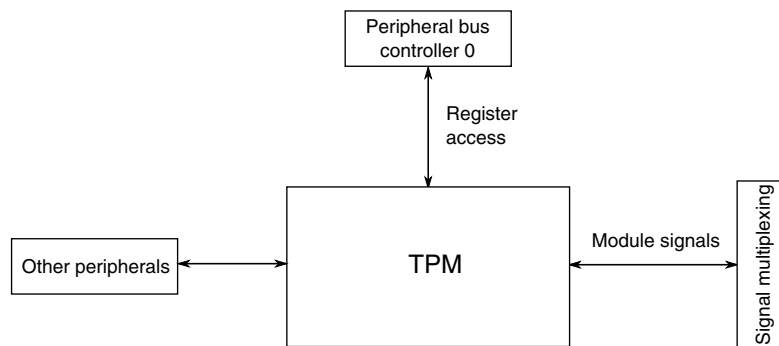 Peripheral bus
controller 0
Register
access
Signal multiplexing
Module signals
TPM
Other peripherals